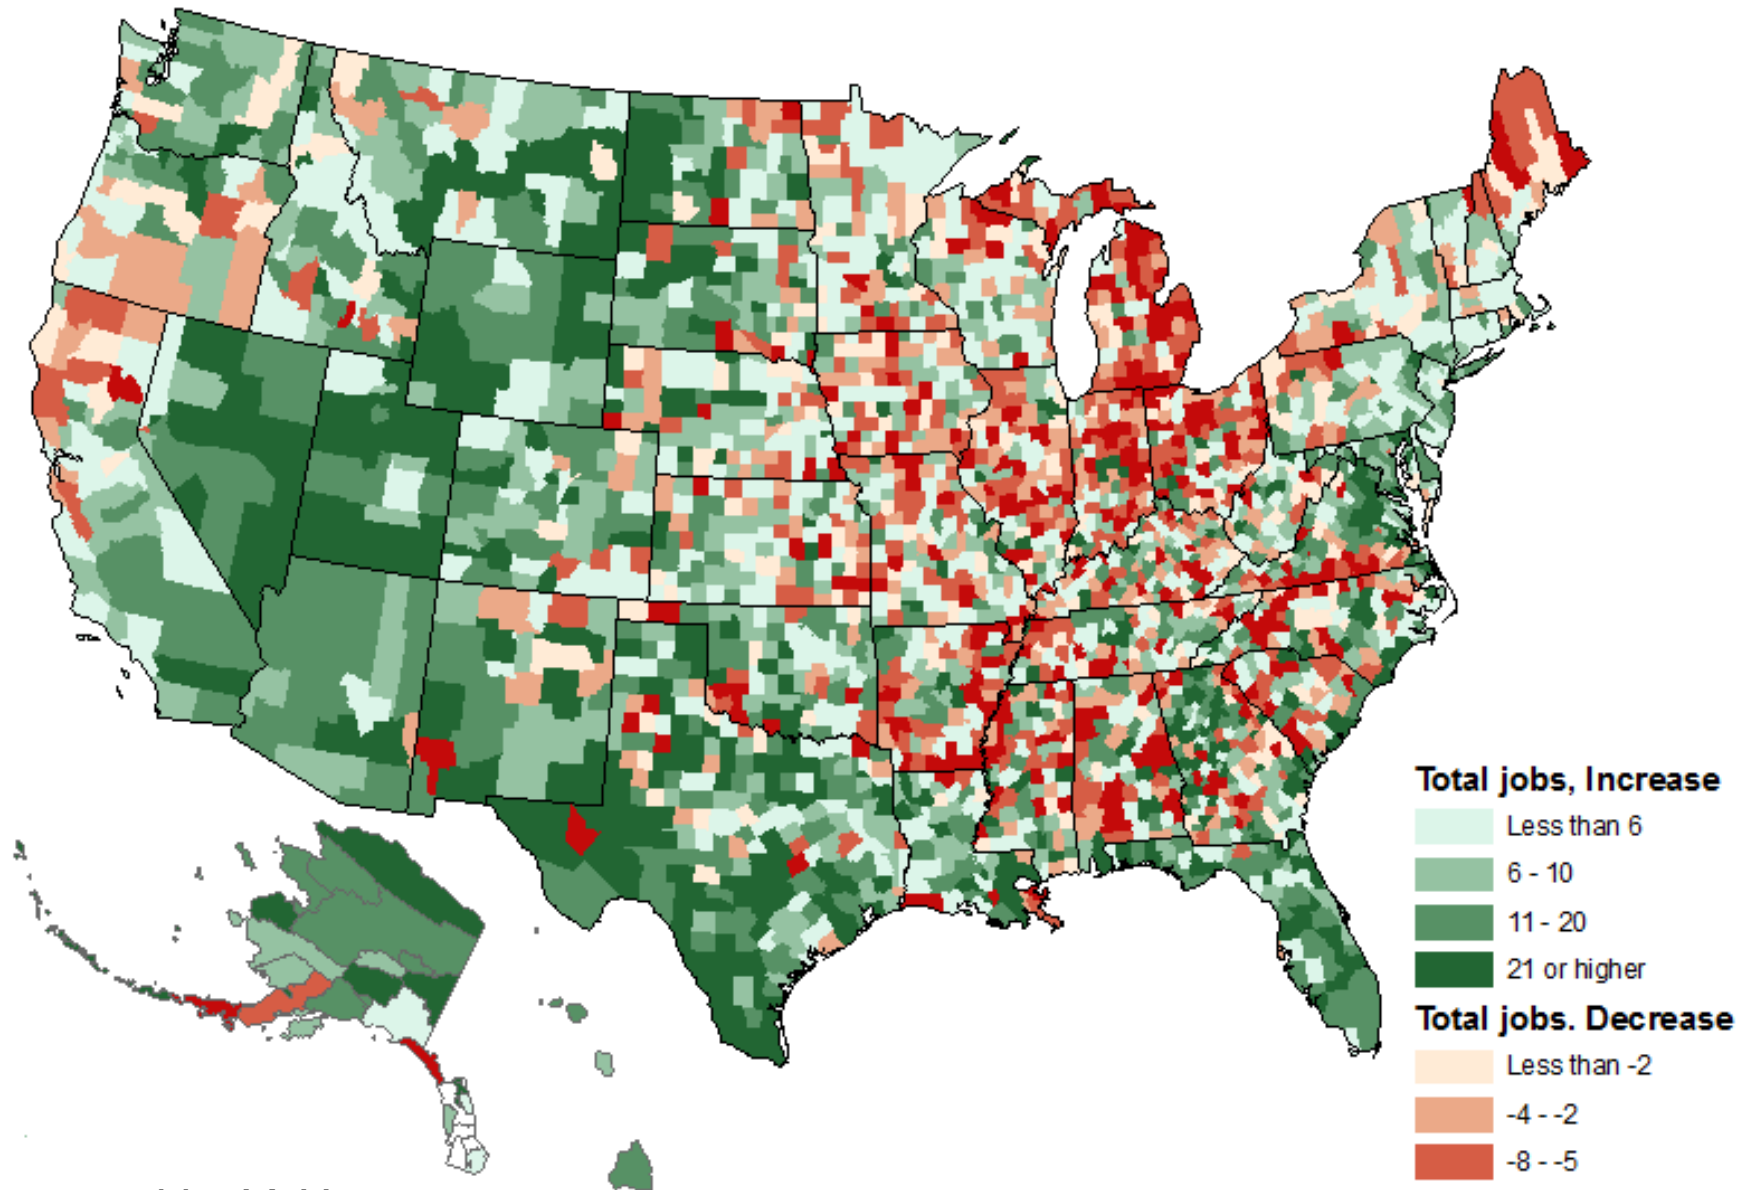 Total jobs, Increase
Less than 6
6 - 10
11 - 20
21 or higher
Total jobs. Decrease
Less than -2
-4 - -2
-8 - -5